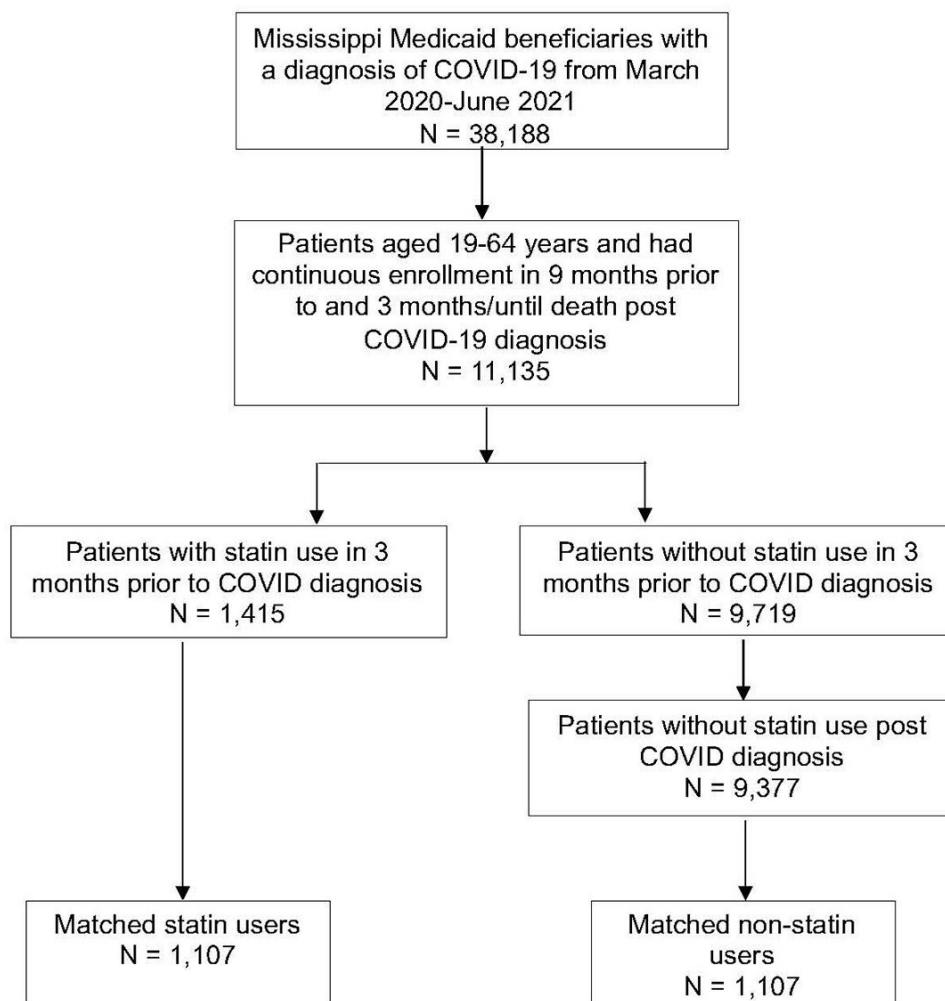 Mississippi Medicaid beneficiaries with
a diagnosis of COVID-19 from March
2020-June 2021
N = 38,188
Patients aged 19-64 years and had
continuous enrollment in 9 months prior
to and 3 months/until death post
COVID-19 diagnosis
N = 11,135
Patients with statin use in 3
months prior to COVID diagnosis
N = 1,415
Patients without statin use in 3
months prior to COVID diagnosis
N = 9,719
Patients without statin use post
COVID diagnosis
N = 9,377
Matched statin users
N = 1,107
Matched non-statin
users
N = 1,107